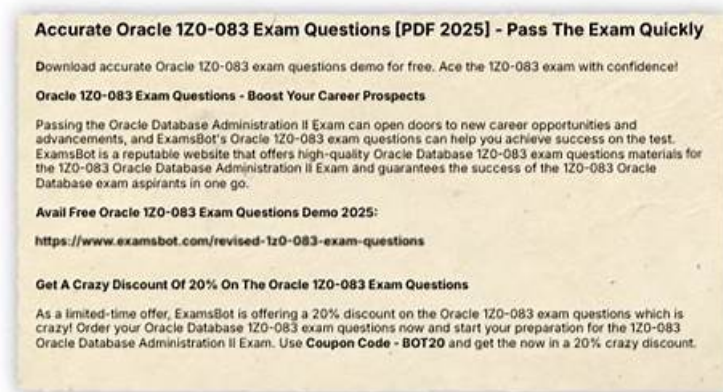 Accurate Oracle 1Z0-083 Exam Questions [PDF 2025] - Pass The Exam Quickly
Download accurate Oracle 1Z0-083 exam questions demo for free. Ace the 1Z0-083 exam with confidence!
Oracle 1Z0-083 Exam Questions - Boost Your Career Prospects
Passing the Oracle Database Administration II Exam can open doors to new career opportunities and
advancements, and ExamsBot's Oracle 1Z0-083 exam questions can help you achieve success on the test.
ExamsBot is a reputable website that offers high-quality Oracle Database 1Z0-083 exam questions materials for
the 1Z0-083 Oracle Database Administration II Exam and guarantees the success of the 1Z0-083 Oracle
Database exam aspirants in one go.
Avail Free Oracle 1Z0-083 Exam Questions Demo 2025:
https://www.examsbot.com/revised-1z0-083-exam-questions
Get A Crazy Discount Of 20% On The Oracle 1Z0-083 Exam Questions
As a limited-time offer, ExamsBot is offering a 20% discount on the Oracle 1Z0-083 exam questions which is
crazy! Order your Oracle Database 1Z0-083 exam questions now and start your preparation for the 1Z0-083
Oracle Database Administration II Exam. Use Coupon Code - BOT20 and get the now in a 20% crazy discount.